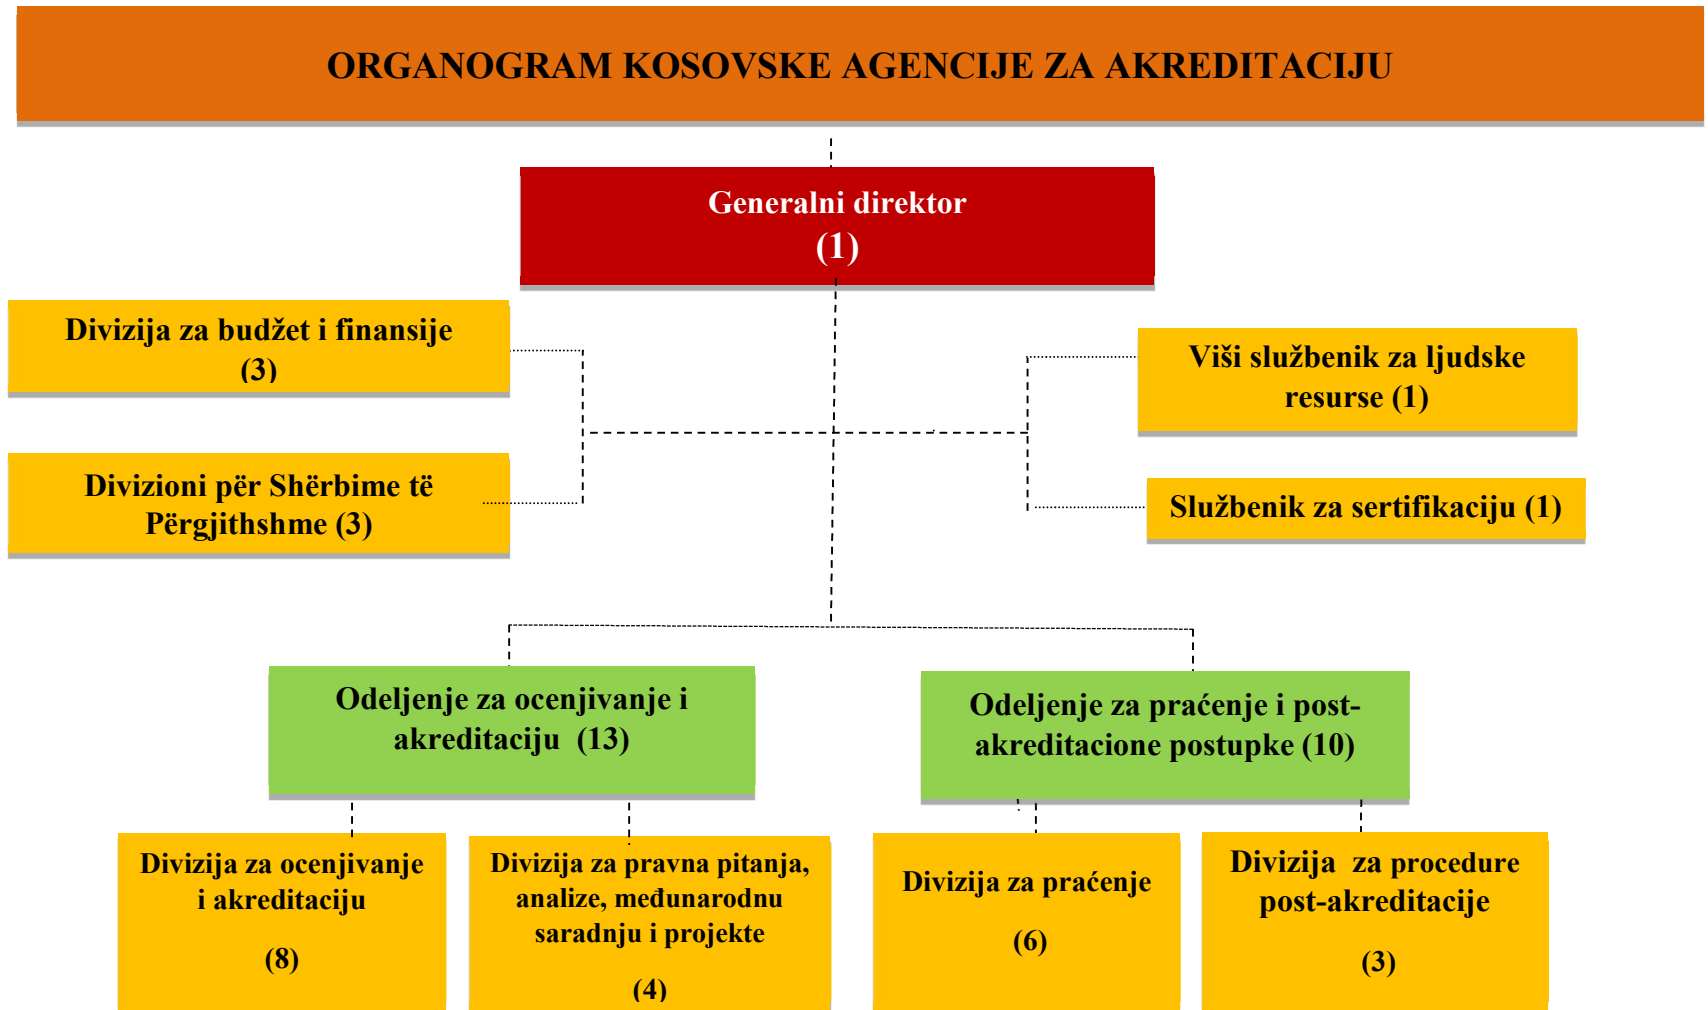 ORGANOGRAM KOSOVSKE AGENCIJE ZA AKREDITACIJU
Generalni direktor
(1)
Divizija za budžet i finansije
(3)
Viši službenik za ljudske
resurse (1)
Divizioni për Shërbime të
Përgjithshme (3)
Službenik za sertifikaciju (1)
Odeljenje za ocenjivanje i
akreditaciju (13)
Odeljenje za praćenje i post-
akreditacione postupke (10)
Divizija za ocenjivanje
i akreditaciju
(8)
Divizija za pravna pitanja,
analize, međunarodnu
saradnju i projekte
(4)
Divizija za praćenje
(6)
Divizija za procedure
post-akreditacije
(3)